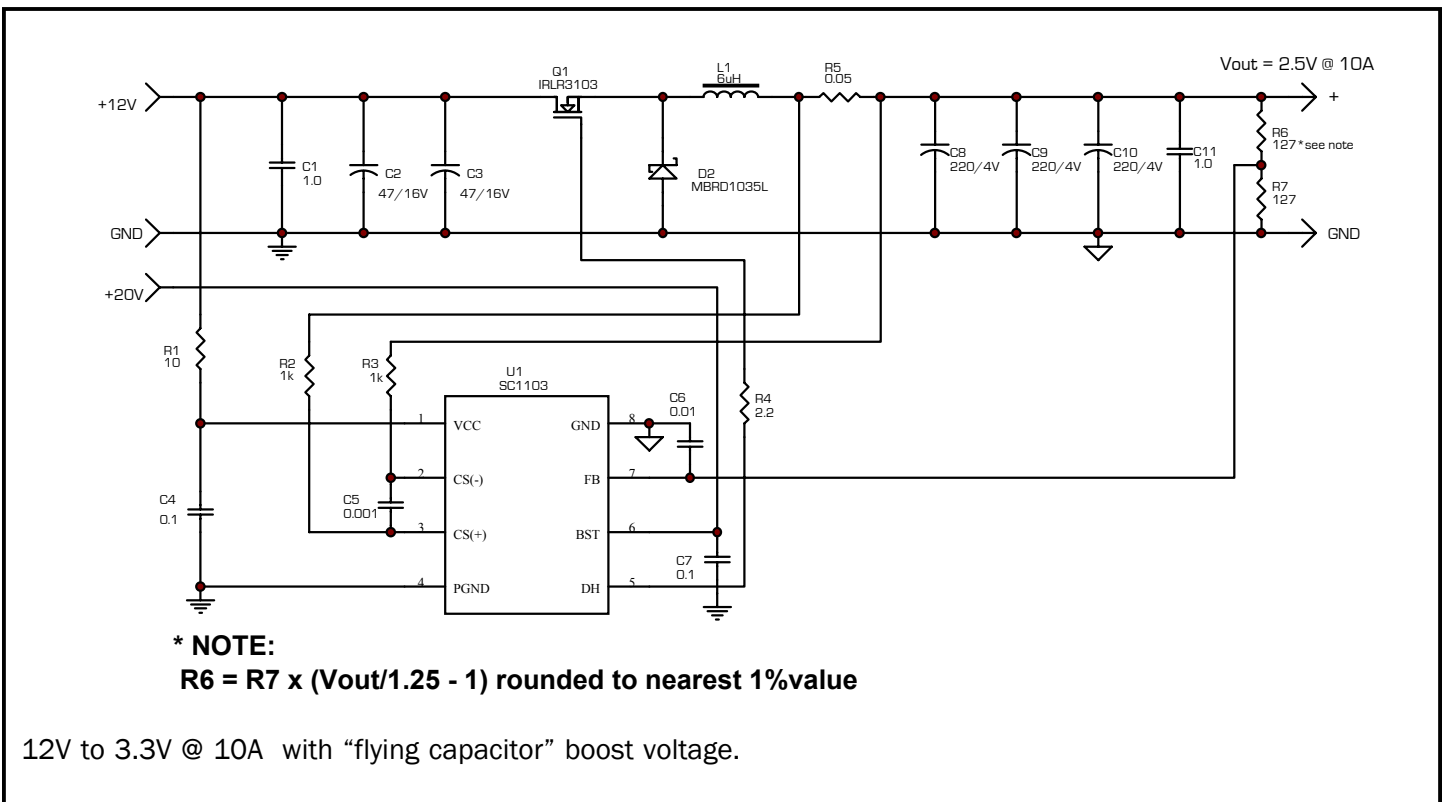 Vout = 2.5V @ 10A
Q1
IRLR3103
L1
6uH
R5
0.05
+12V
+
R6
127*see note
C1
1.0
C2
47/16V
C3
47/16V
D2
MBRD1035L
C8
220/4V
C9
220/4V
C10
220/4V
C11
1.0
R7
127
GND
GND
+20V
R1
10
R2
1k
R3
1k
U1
SC1103
C6
0.01
R4
2.2
1
VCC
GND
8
2
CS(-)
FB
7
C5
0.001
C4
0.1
3
CS(+)
BST
6
C7
0.1
4
PGND
DH
5
* NOTE:
R6 = R7 x (Vout/1.25 - 1) rounded to nearest 1%value
12V to 3.3V @ 10A with “flying capacitor” boost voltage.